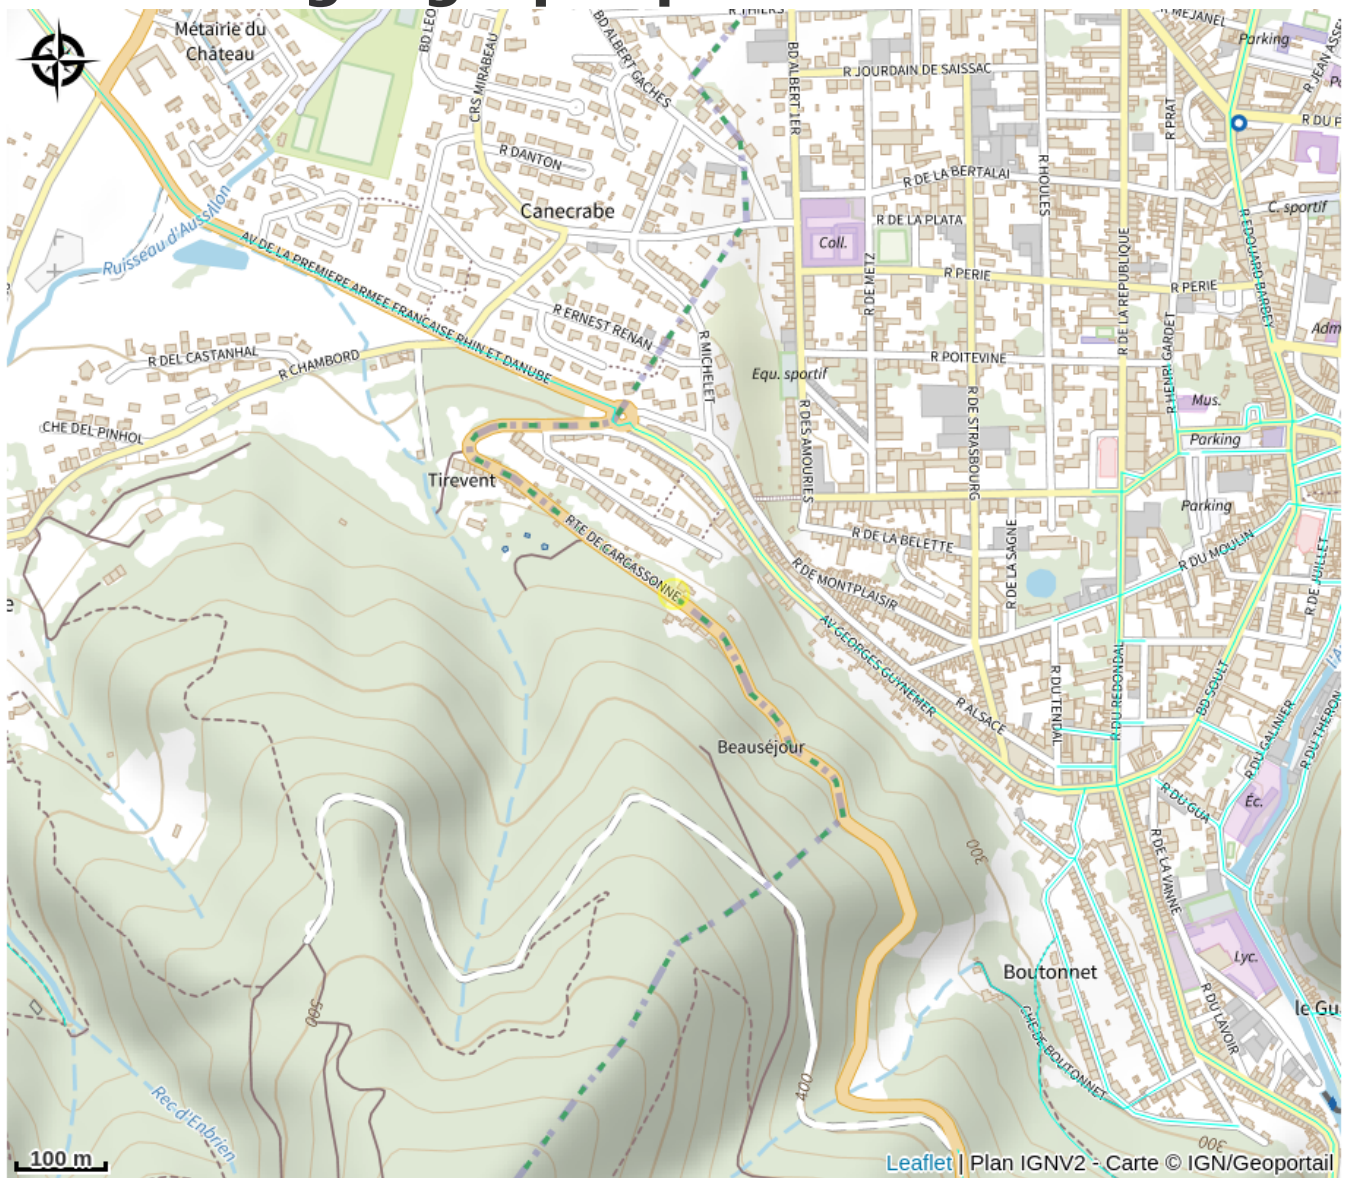 R THIERS
R MEJANEL
Métairie du
Château
BD LEO
CRS MIRABEAU
BD ALBERT GACHES
BD ALBERT 1ER
R JOURDAIN DE SAISSAC
Parking
R JEAN ASSE
R PRAT
R DU P
R DANTON
R DE LA BERTALAI
R HOULES
C. sportif
Canecrabe
R DE LA PLATA
Coll.
Ruisseau d'Aussillon
AV DE LA PREMIERE ARMEE FRANCAISE RHIN ET DANUBE
R DE METZ
R PERIE
R PERIE
R DE LA REPUBLIQUE
R EDOUARD BARBEY
R ERNEST RENAN
R MICHELET
Adm
R DEL CASTANHAL
R CHAMBORD
R POITEVINE
R HENRI GARDET
Equ. sportif
Mus.
R DES AMOURIES
R DE STRASBOURG
CHE DEL PINHOL
Parking
Tirevent
Parking
RTE DE CARCASSONNE
R DE LA BELETTE
R DE LA SAGNE
R DU MOULIN
R DE JUILLET
R DE MONTPLAISIR
e
AV GEORGES GUYNEMER
R DU TENDAL
R DU REDONDAL
BD SOULT
l'A
R ALSACE
R DU GALINIER
R DU THERON
Beauséjour
R DU GUA
Éc.
300
R DE LA VANNE
Boutonnet
Lyc.
500
CHE DE BOUTONNET
R DU LAVOIR
le Gu
400
Rec d'Enbrien
300
100 m
Leaflet | Plan IGNV2 - Carte © IGN/Geoportail